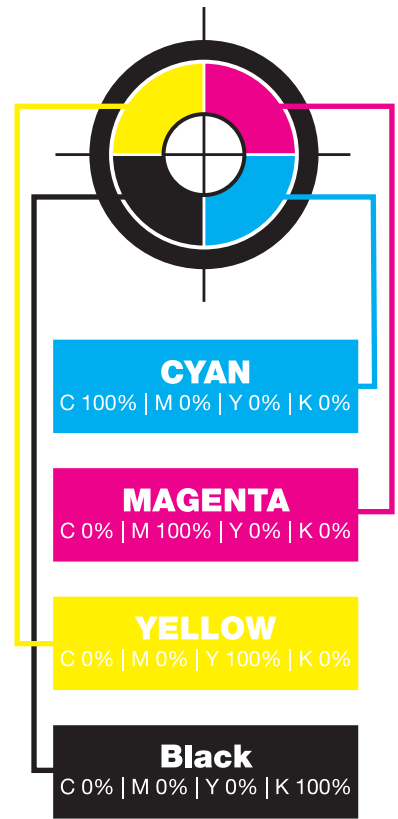 CYAN
C 100% | M 0% | Y 0% | K 0%
MAGENTA
C 0% | M 100% | Y 0% | K 0%
YELLOW
C 0% | M 0% | Y 100% | K 0%
Black
C 0% | M 0% | Y 0% | K 100%